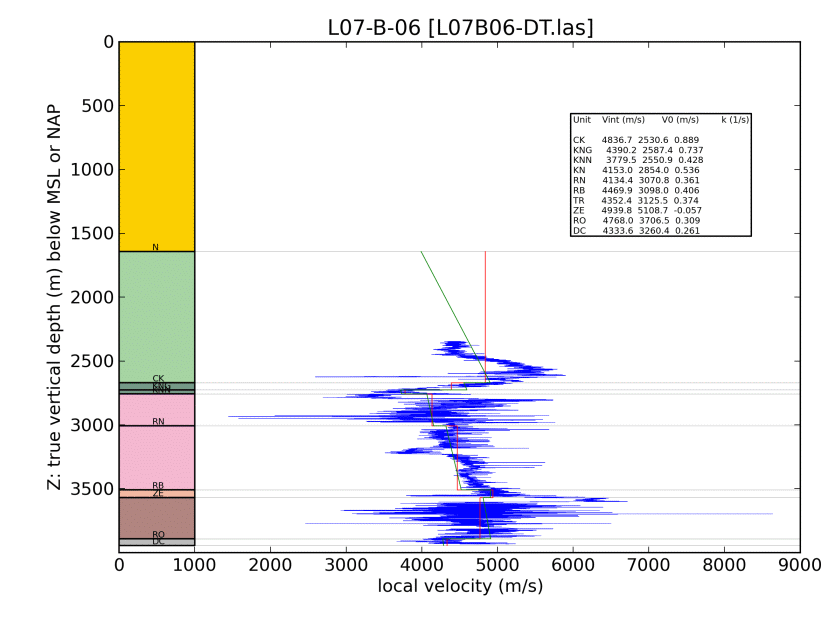 L07-B-06 [L07B06-DT.las]
Z: true vertical depth (m) below MSL or NAP
0
500
1000
1500
2000
2500
3000
3500
N
CK
KNG
KNN
RN
RB
ZE
RO
DC
Unit Vint (m/s) V0 (m/s) k (1/s)
CK 4836.7 2530.6 0.889
KNG 4390.2 2587.4 0.737
KNN 3779.5 2550.9 0.428
KN 4153.0 2854.0 0.536
RN 4134.4 3070.8 0.361
RB 4469.9 3098.0 0.406
TR 4352.4 3125.5 0.374
ZE 4939.8 5108.7 -0.057
RO 4768.0 3706.5 0.309
DC 4333.6 3260.4 0.261
0 1000 2000 3000 4000 5000 6000 7000 8000 9000
local velocity (m/s)